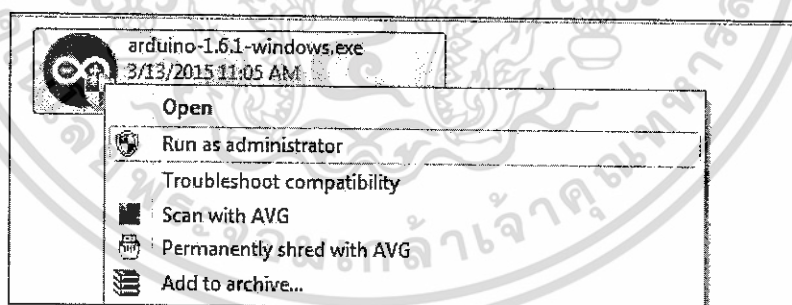 arduino-1.6.1-windows.exe
3/13/2015 11:05 AM
Open
Run as administrator
Troubleshoot compatibility
Scan with AVG
Permanently shred with AVG
Add to archive...